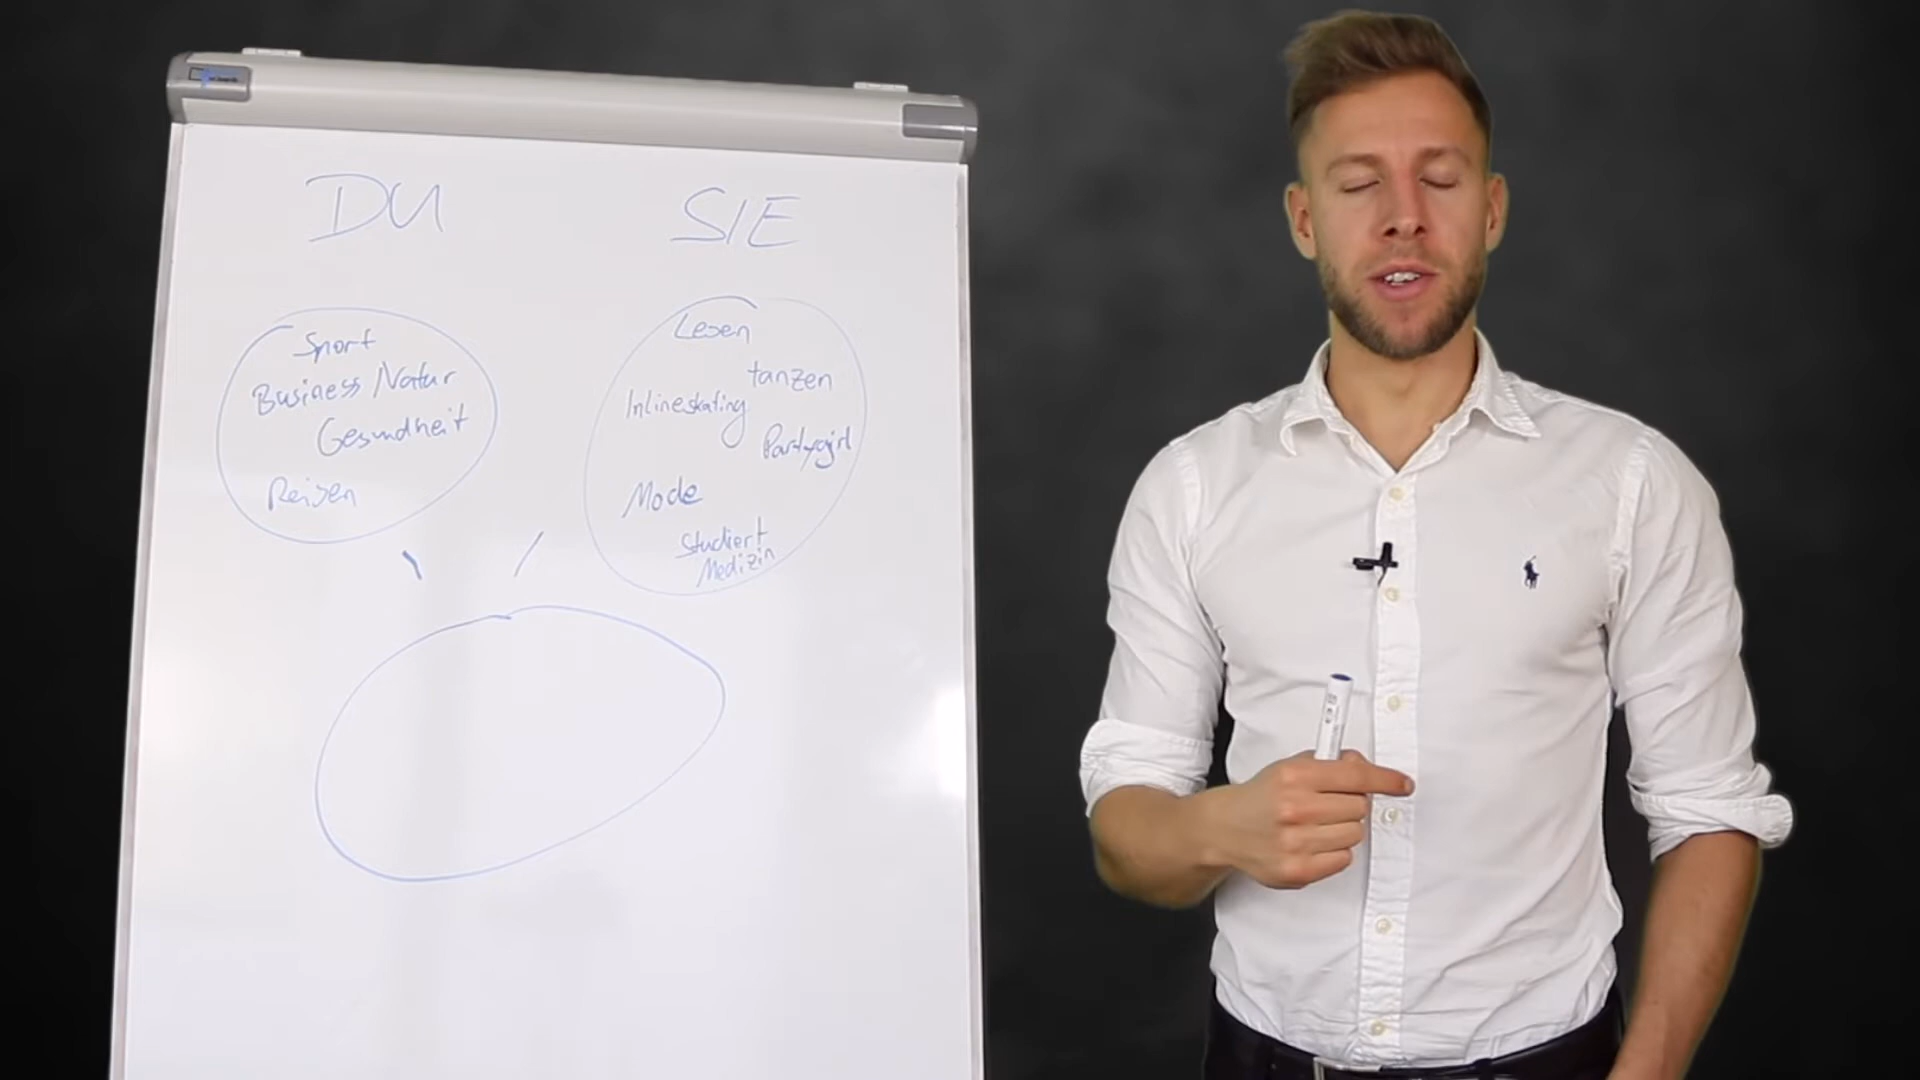 DU
SIE
Sport
Business/Natur
Gesundheit
Reisen
Lesen
tanzen
Inlineskating
Partygirl
Mode
Studiert
Medizin